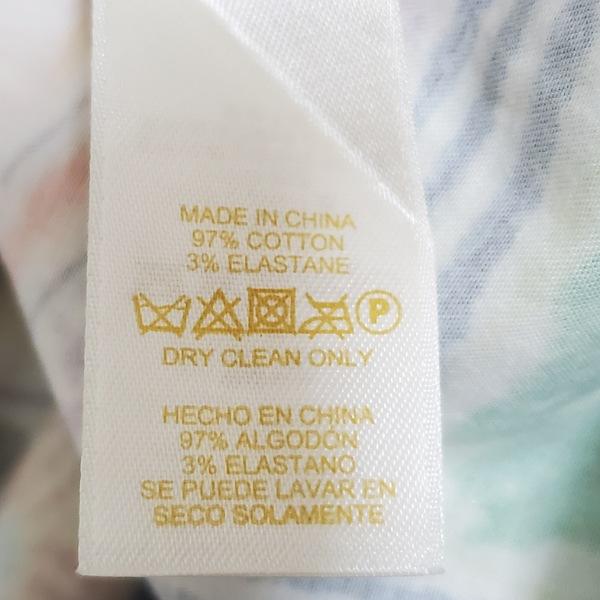 MADE IN CHINA
97% COTTON
3% ELASTANE
P
DRY CLEAN ONLY
HECHO EN CHINA
97% ALGODÓN
3% ELASTANO
SE PUEDE LAVAR EN
SECO SOLAMENTE